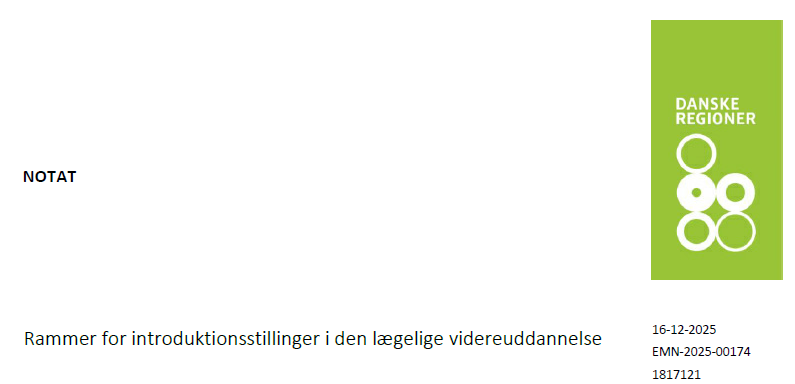 DANSKE
REGIONER
NOTAT
Rammer for introduktionsstillinger i den lægelige videreuddannelse
16-12-2025
EMN-2025-00174
1817121